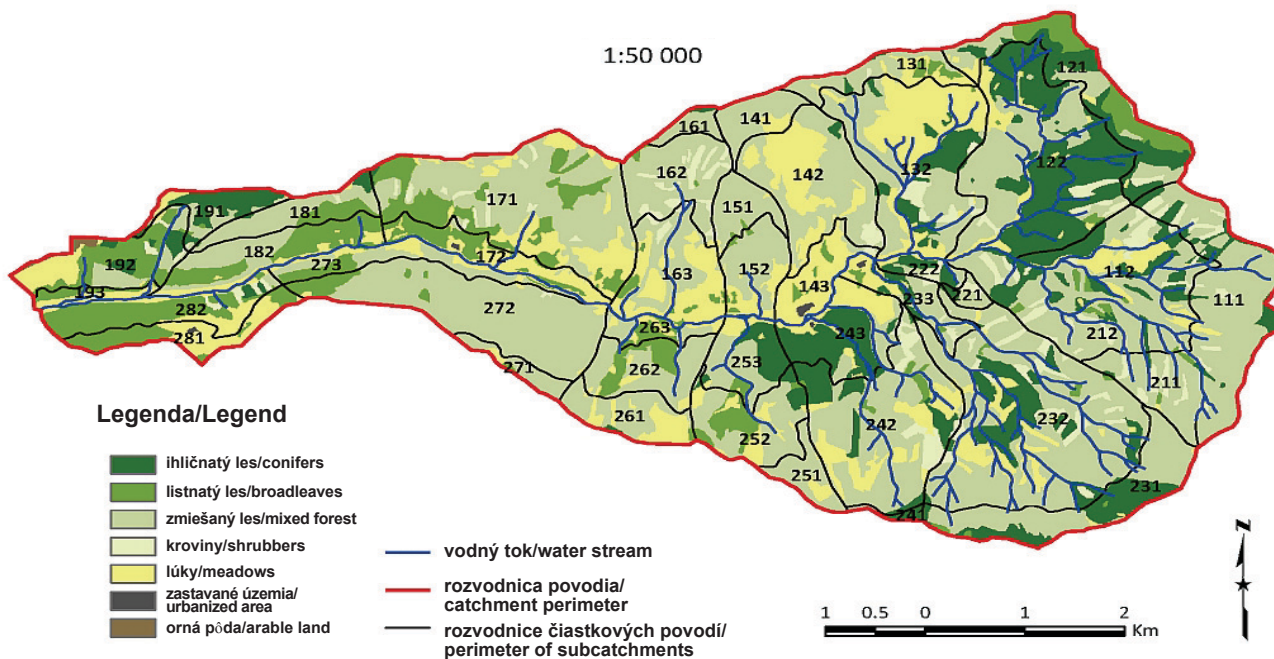 1:50 000
131
121
161
141
162
142
132
122
191
181
171
151
192
182
273
172
163
152
143
222
112
193
282
272
233
221
111
281
263
243
212
271
262
253
211
261
252
242
232
251
241
231
Legenda/Legend
ihličnatý les/conifers
listnatý les/broadleaves
zmiešaný les/mixed forest
kroviny/shrubbers
lúky/meadows
zastavané územia/
urbanized area
orná pôda/arable land
vodný tok/water stream
rozvodnica povodia/
catchment perimeter
rozvodnice čiastkových povodí/
perimeter of subcatchments
N
1 0.5 0 1 2
Km